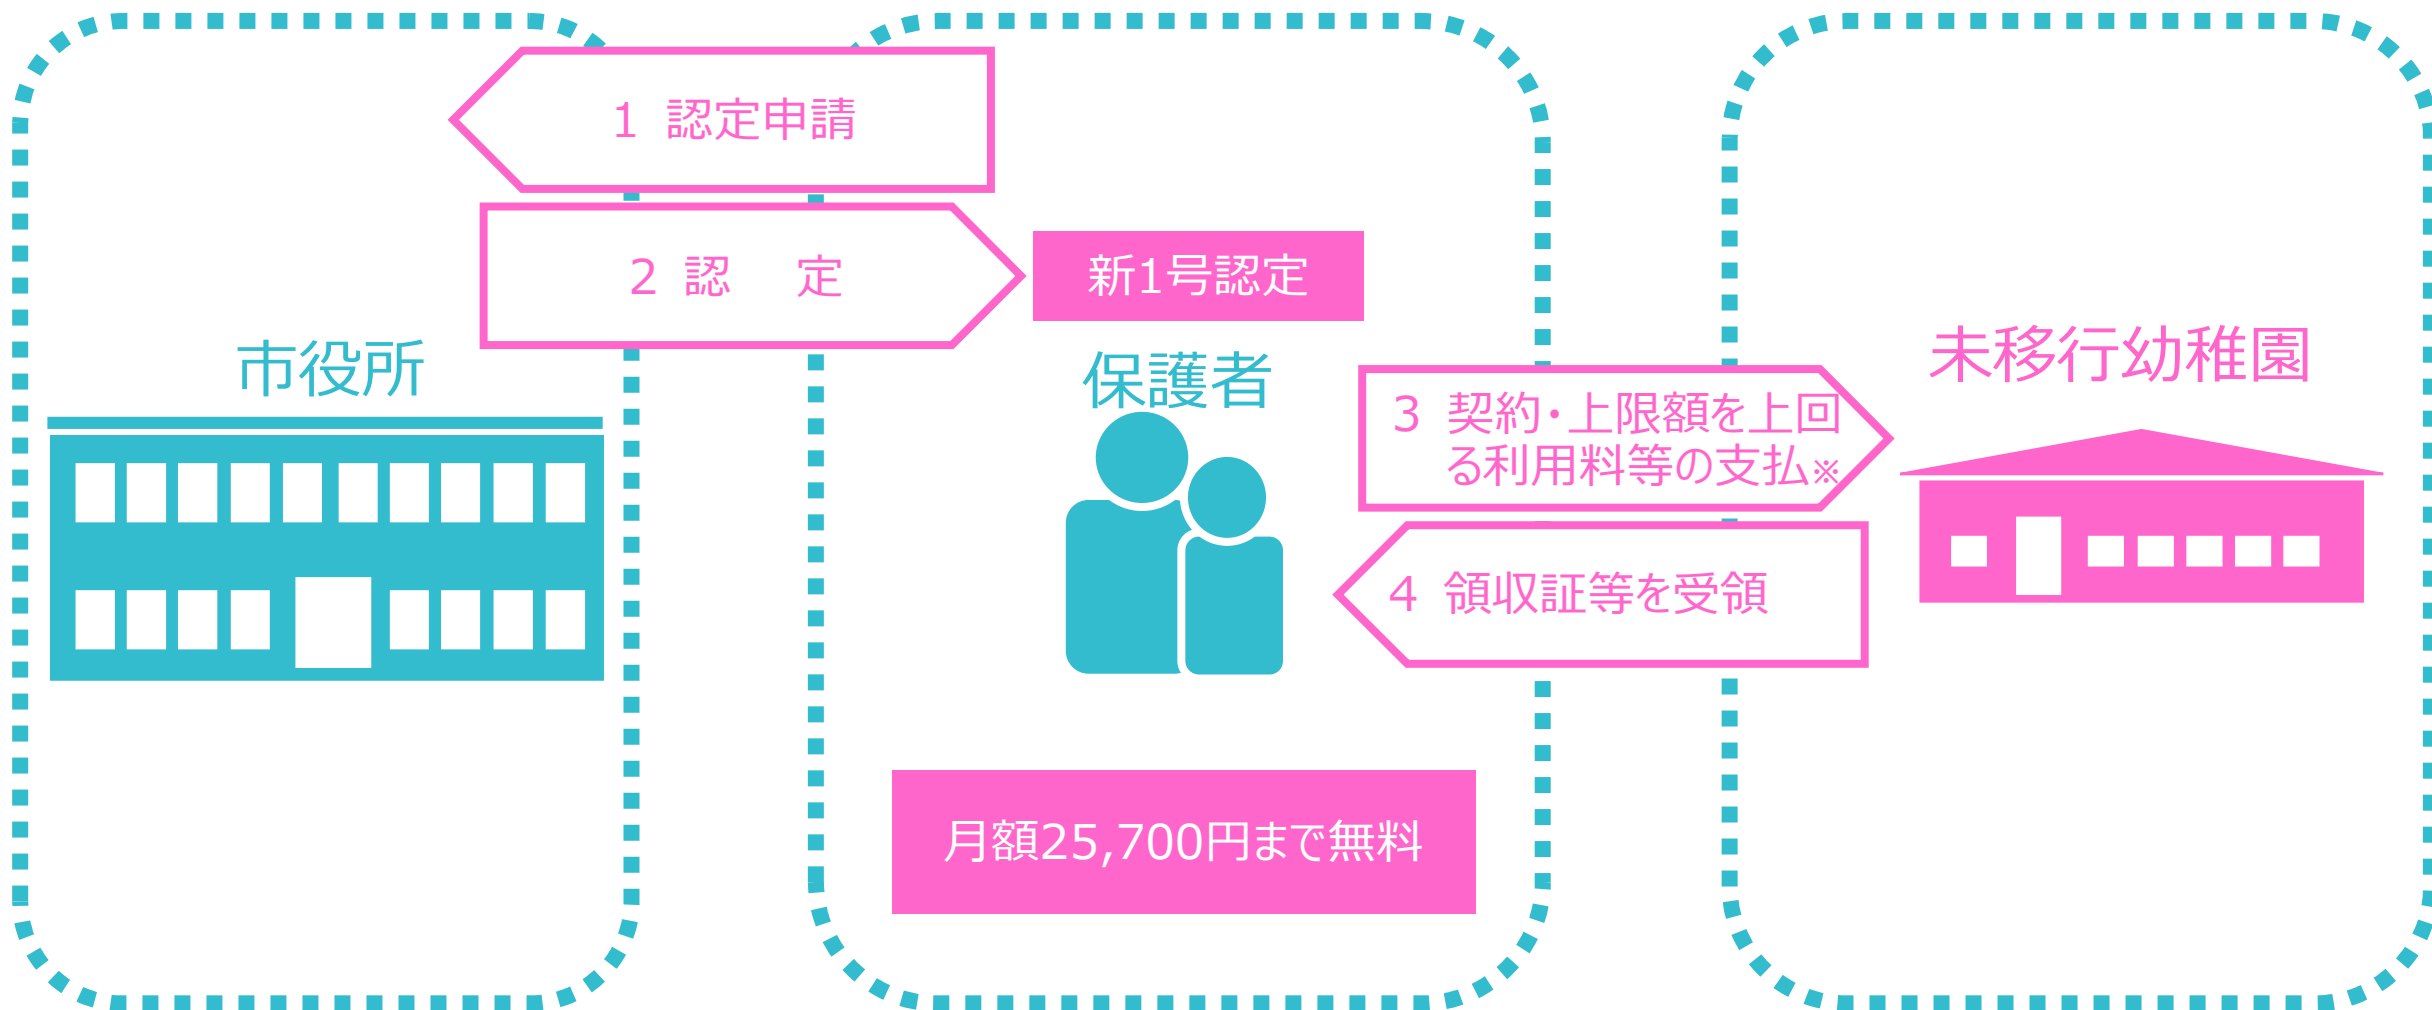 1 認定申請
2 認 定
新1号認定
市役所
保護者
未移行幼稚園
3 契約・上限額を上回
る利用料等の支払※
4 領収証等を受領
月額25,700円まで無料